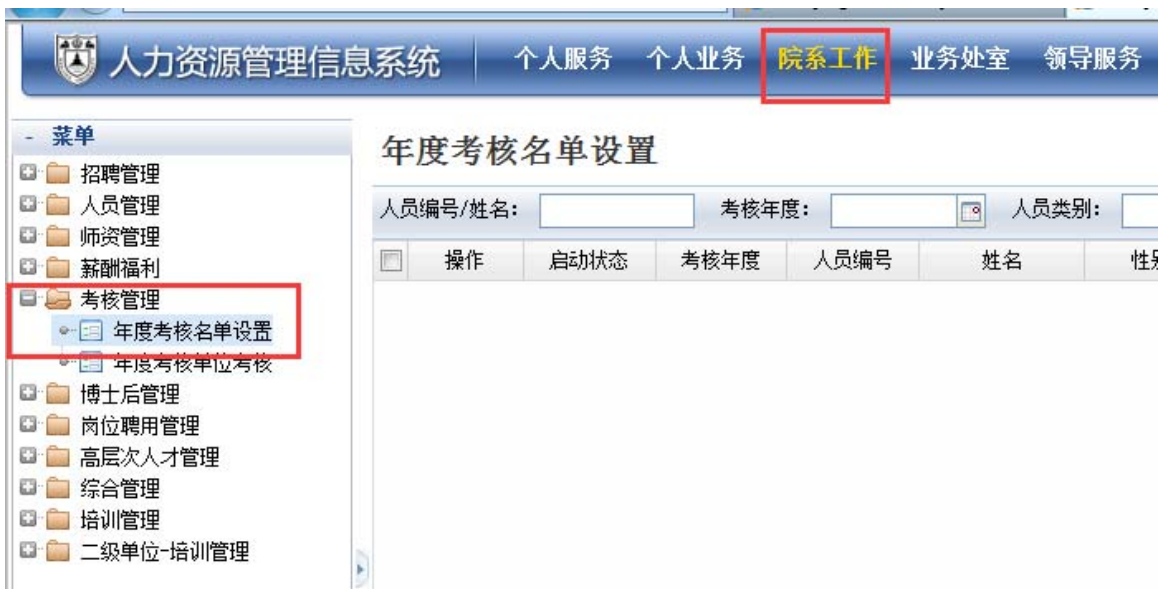 人力资源管理信息系统 个人服务 个人业务 院系工作 业务处室 领导服务
- 菜单
招聘管理
人员管理
师资管理
薪酬福利
考核管理
年度考核名单设置
年度考核单位考核
博士后管理
岗位聘用管理
高层次人才管理
综合管理
培训管理
二级单位-培训管理
年度考核名单设置
人员编号/姓名： 考核年度： 人员类别：
操作 启动状态 考核年度 人员编号 姓名 性别